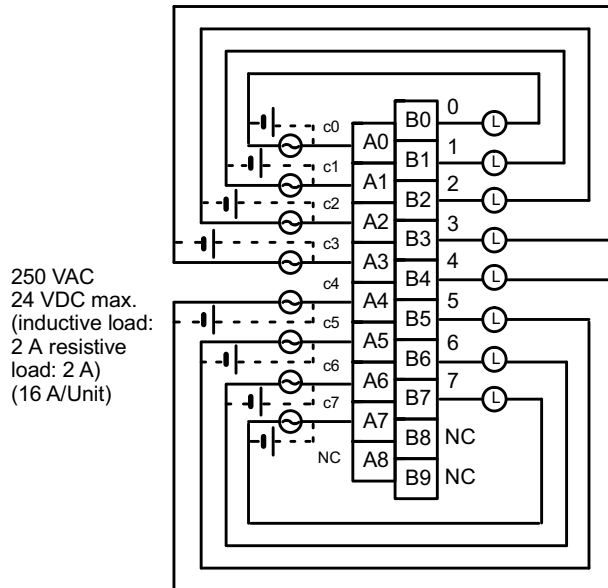 250 VAC
24 VDC max.
(inductive load:
2 A resistive
load: 2 A)
(16 A/Unit)
c0
c1
c2
c3
c4
c5
c6
c7
NC
A0
A1
A2
A3
A4
A5
A6
A7
A8
B0
B1
B2
B3
B4
B5
B6
B7
B8
B9
0
1
2
3
4
5
6
7
NC
NC
L
L
L
L
L
L
L
L